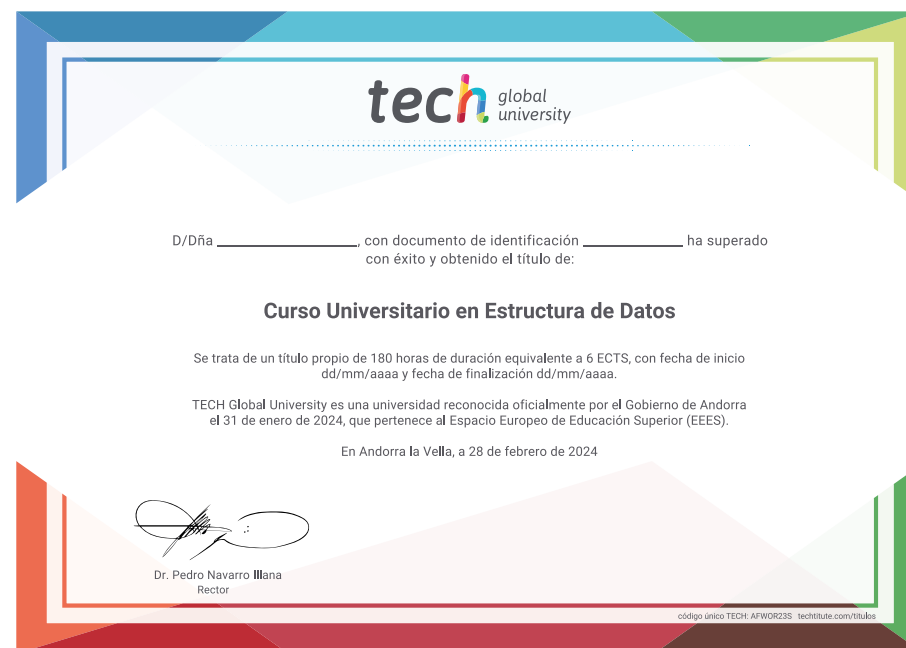 tech global university
D/Dña ____________, con documento de identificación ____________ ha superado
con éxito y obtenido el título de:
Curso Universitario en Estructura de Datos
Se trata de un título propio de 180 horas de duración equivalente a 6 ECTS, con fecha de inicio
dd/mm/aaaa y fecha de finalización dd/mm/aaaa.
TECH Global University es una universidad reconocida oficialmente por el Gobierno de Andorra
el 31 de enero de 2024, que pertenece al Espacio Europeo de Educación Superior (EEES).
En Andorra la Vella, a 28 de febrero de 2024
Dr. Pedro Navarro Illana
Rector
código único TECH: AFWOR23S techtitute.com/titulos